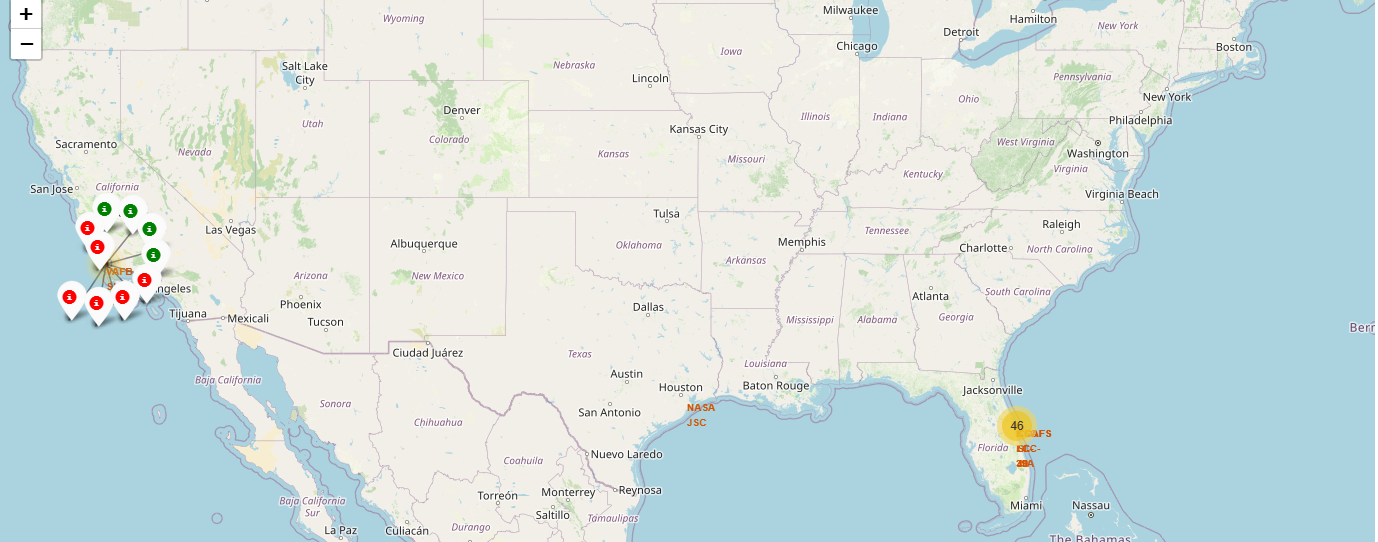 +
−
Wyoming
Milwaukee
Hamilton
New York
Detroit
Chicago
Boston
Iowa
Salt Lake
City
Nebraska
Lincoln
Pennsylvania
New York
Ohio
Denver
Illinois
Indiana
Philadelphia
Utah
Colorado
Kansas City
Sacramento
Nevada
Kansas
Missouri
West Virginia
Washington
Virginia
Kentucky
San Jose
California
Virginia Beach
Tulsa
Las Vegas
Raleigh
Tennessee
Albuquerque
Oklahoma
Memphis
Charlotte
North Carolina
Arkansas
VAFB
Arizona
New Mexico
ngeles
South Carolina
Atlanta
Phoenix
Dallas
Tijuana
Mexicali
Tucson
Mississippi
Alabama
Georgia
Bern
Ciudad Juárez
Texas
Louisiana
Austin
Baja California
Houston
Baton Rouge
Jacksonville
Sonora
NASA
JSC
San Antonio
Chihuahua
46
Florida
Nuevo Laredo
Coahuila
Reynosa
Monterrey
Torreón
Baja California
Sur
Saltillo
Tamaulipas
Miami
Nassau
La Paz
Culiacán
Durango
The Bahamas